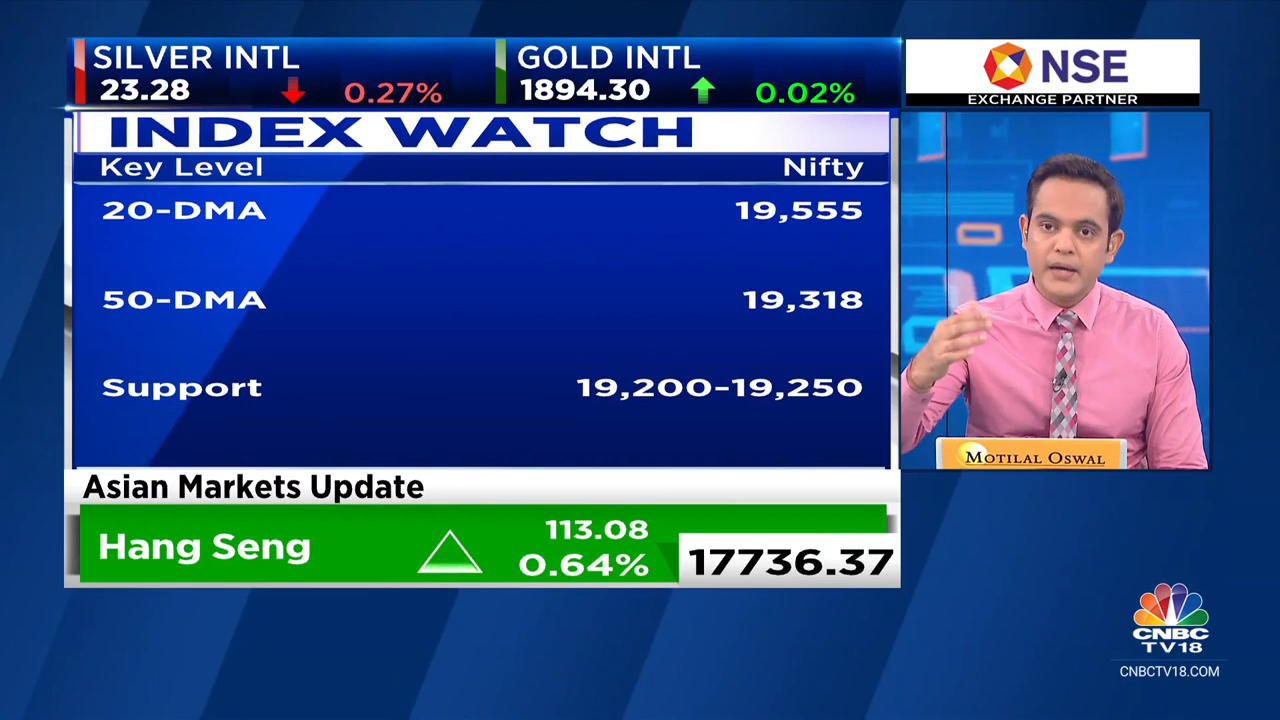 SILVER INTL
23.28 0.27%
GOLD INTL
1894.30 0.02%
NSE
EXCHANGE PARTNER
INDEX WATCH
Key Level Nifty
20-DMA 19,555
50-DMA 19,318
Support 19,200-19,250
MOTILAL OSWAL
Asian Markets Update
Hang Seng 113.08
0.64% 17736.37
CNBC
TV18
CNBCTV18.COM